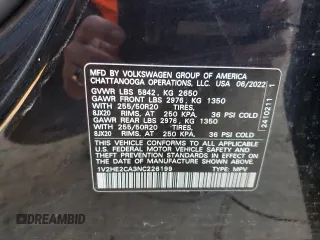 MFD BY VOLKSWAGEN GROUP OF AMERICA
CHATTANOOGA OPERATIONS, LLC. USA 06/2022
GVWR LBS 5842, KG 2650
GAWR FRONT LBS 2976, KG 1350
WITH 255/50R20 TIRES,
8JX20 RIMS, AT 250 KPA, 36 PSI COLD
GAWR REAR LBS 2976, KG 1350
WITH 255/50R20 TIRES,
8JX20 RIMS, AT 250 KPA, 36 PSI COLD
THIS VEHICLE CONFORMS TO ALL APPLICABLE
FEDERAL MOTOR VEHICLE SAFETY, BUMPER, AND THEFT
PREVENTION STANDARDS IN EFFECT ON THE DATE OF
MANUFACTURE SHOWN ABOVE.
1V2HE2CA3NC228199 TYPE: MPV
2410211 1